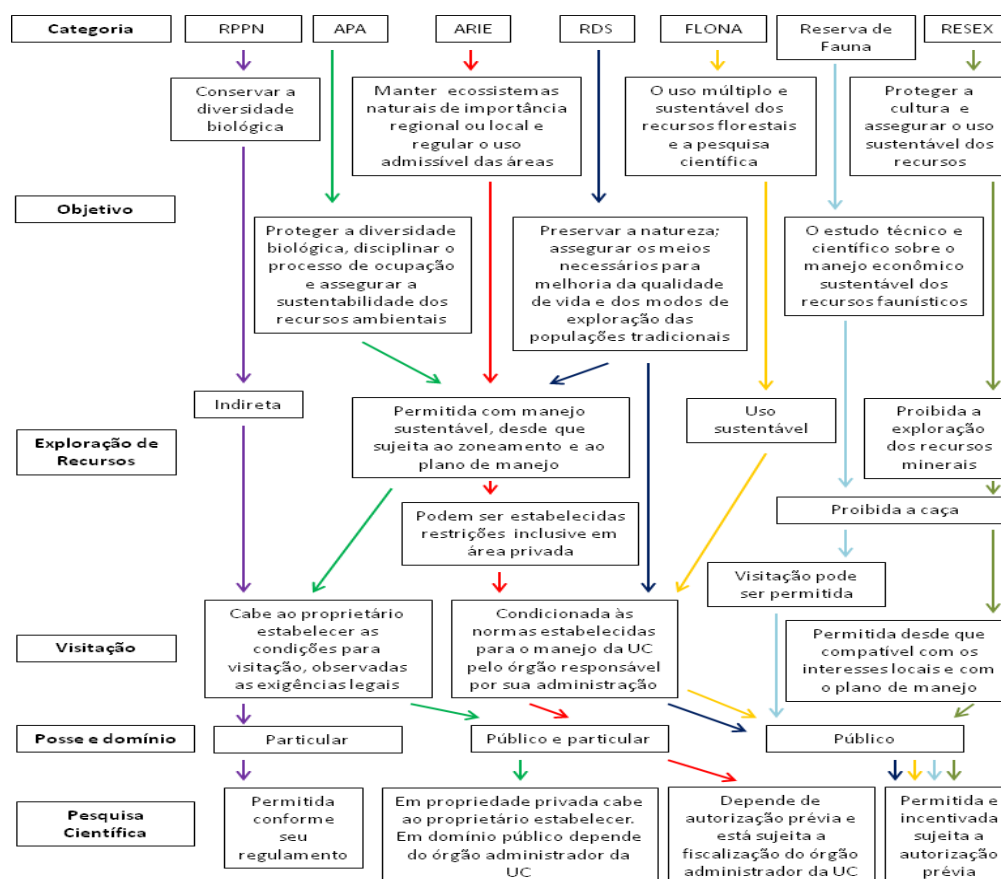 Categoria
RPPN
APA
ARIE
RDS
FLONA
Reserva de
Fauna
RESEX
Conservar a
diversidade
biológica
Manter ecossistemas
naturais de importância
regional ou local e
regular o uso
admissível das áreas
O uso múltiplo e
sustentável dos
recursos florestais
e a pesquisa
científica
Proteger a
cultura e
assegurar o uso
sustentável dos
recursos
Objetivo
Proteger a diversidade
biológica, disciplinar o
processo de ocupação
e assegurar a
sustentabilidade dos
recursos ambientais
Preservar a natureza;
assegurar os meios
necessários para
melhoria da qualidade
de vida e dos modos de
exploração das
populações tradicionais
O estudo técnico e
científico sobre o
manejo econômico
sustentável dos
recursos faunísticos
Exploração de
Recursos
Indireta
Permitida com manejo
sustentável, desde que
sujeita ao zoneamento e ao
plano de manejo
Uso
sustentável
Proibida a
exploração
dos recursos
minerais
Podem ser estabelecidas
restrições inclusive em
área privada
Proibida a caça
Visitação pode
ser permitida
Visitação
Cabe ao proprietário
estabelecer as
condições para
visitação, observadas
as exigências legais
Condicionada às
normas estabelecidas
para o manejo da UC
pelo órgão responsável
por sua administração
Permitida desde que
compatível com os
interesses locais e com
o plano de manejo
Posse e domínio
Particular
Público e particular
Público
Pesquisa
Científica
Permitida
conforme seu
regulamento
Em propriedade privada cabe
ao proprietário estabelecer.
Em domínio público depende
do órgão administrador da
UC
Depende de
autorização prévia e
está sujeita a
fiscalização do órgão
administrador da UC
Permitida e
incentivada
sujeita a
autorização
prévia